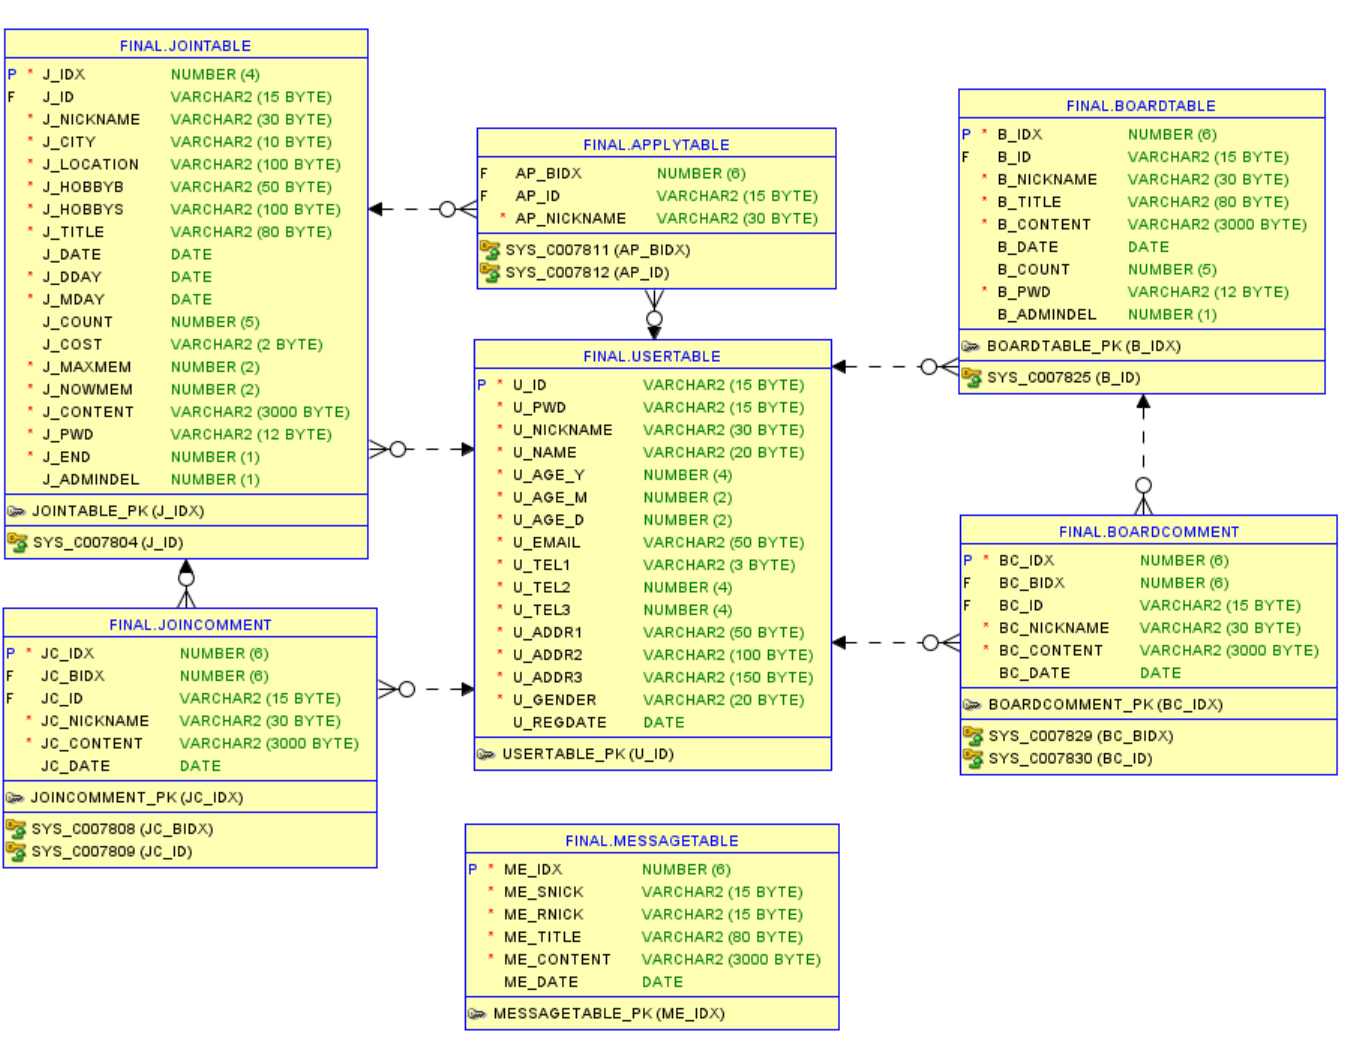 FINAL.JOINTABLE
P * J_IDX NUMBER (4)
F J_ID VARCHAR2 (15 BYTE)
* J_NICKNAME VARCHAR2 (30 BYTE)
* J_CITY VARCHAR2 (10 BYTE)
* J_LOCATION VARCHAR2 (100 BYTE)
* J_HOBBYB VARCHAR2 (50 BYTE)
* J_HOBBYS VARCHAR2 (100 BYTE)
* J_TITLE VARCHAR2 (80 BYTE)
J_DATE DATE
* J_DDAY DATE
* J_MDAY DATE
J_COUNT NUMBER (5)
J_COST VARCHAR2 (2 BYTE)
* J_MAXMEM NUMBER (2)
* J_NOWMEM NUMBER (2)
* J_CONTENT VARCHAR2 (3000 BYTE)
* J_PWD VARCHAR2 (12 BYTE)
* J_END NUMBER (1)
J_ADMINDEL NUMBER (1)
JOINTABLE_PK (J_IDX)
SYS_C007804 (J_ID)
FINAL.JOINCOMMENT
P * JC_IDX NUMBER (6)
F JC_BIDX NUMBER (6)
F JC_ID VARCHAR2 (15 BYTE)
* JC_NICKNAME VARCHAR2 (30 BYTE)
* JC_CONTENT VARCHAR2 (3000 BYTE)
JC_DATE DATE
JOINCOMMENT_PK (JC_IDX)
SYS_C007808 (JC_BIDX)
SYS_C007809 (JC_ID)
FINAL.APPLYTABLE
F AP_BIDX NUMBER (6)
F AP_ID VARCHAR2 (15 BYTE)
* AP_NICKNAME VARCHAR2 (30 BYTE)
SYS_C007811 (AP_BIDX)
SYS_C007812 (AP_ID)
FINAL.USERTABLE
P * U_ID VARCHAR2 (15 BYTE)
* U_PWD VARCHAR2 (15 BYTE)
* U_NICKNAME VARCHAR2 (30 BYTE)
* U_NAME VARCHAR2 (20 BYTE)
* U_AGE_Y NUMBER (4)
* U_AGE_M NUMBER (2)
* U_AGE_D NUMBER (2)
* U_EMAIL VARCHAR2 (50 BYTE)
* U_TEL1 VARCHAR2 (3 BYTE)
* U_TEL2 NUMBER (4)
* U_TEL3 NUMBER (4)
* U_ADDR1 VARCHAR2 (50 BYTE)
* U_ADDR2 VARCHAR2 (100 BYTE)
* U_ADDR3 VARCHAR2 (150 BYTE)
* U_GENDER VARCHAR2 (20 BYTE)
U_REGDATE DATE
USERTABLE_PK (U_ID)
FINAL.MESSAGETABLE
P * ME_IDX NUMBER (6)
* ME_SNICK VARCHAR2 (15 BYTE)
* ME_RNICK VARCHAR2 (15 BYTE)
* ME_TITLE VARCHAR2 (80 BYTE)
* ME_CONTENT VARCHAR2 (3000 BYTE)
ME_DATE DATE
MESSAGETABLE_PK (ME_IDX)
FINAL.BOARDTABLE
P * B_IDX NUMBER (6)
F B_ID VARCHAR2 (15 BYTE)
* B_NICKNAME VARCHAR2 (30 BYTE)
* B_TITLE VARCHAR2 (80 BYTE)
* B_CONTENT VARCHAR2 (3000 BYTE)
B_DATE DATE
B_COUNT NUMBER (5)
* B_PWD VARCHAR2 (12 BYTE)
B_ADMINDEL NUMBER (1)
BOARDTABLE_PK (B_IDX)
SYS_C007825 (B_ID)
FINAL.BOARDCOMMENT
P * BC_IDX NUMBER (6)
F BC_BIDX NUMBER (6)
F BC_ID VARCHAR2 (15 BYTE)
* BC_NICKNAME VARCHAR2 (30 BYTE)
* BC_CONTENT VARCHAR2 (3000 BYTE)
BC_DATE DATE
BOARDCOMMENT_PK (BC_IDX)
SYS_C007829 (BC_BIDX)
SYS_C007830 (BC_ID)